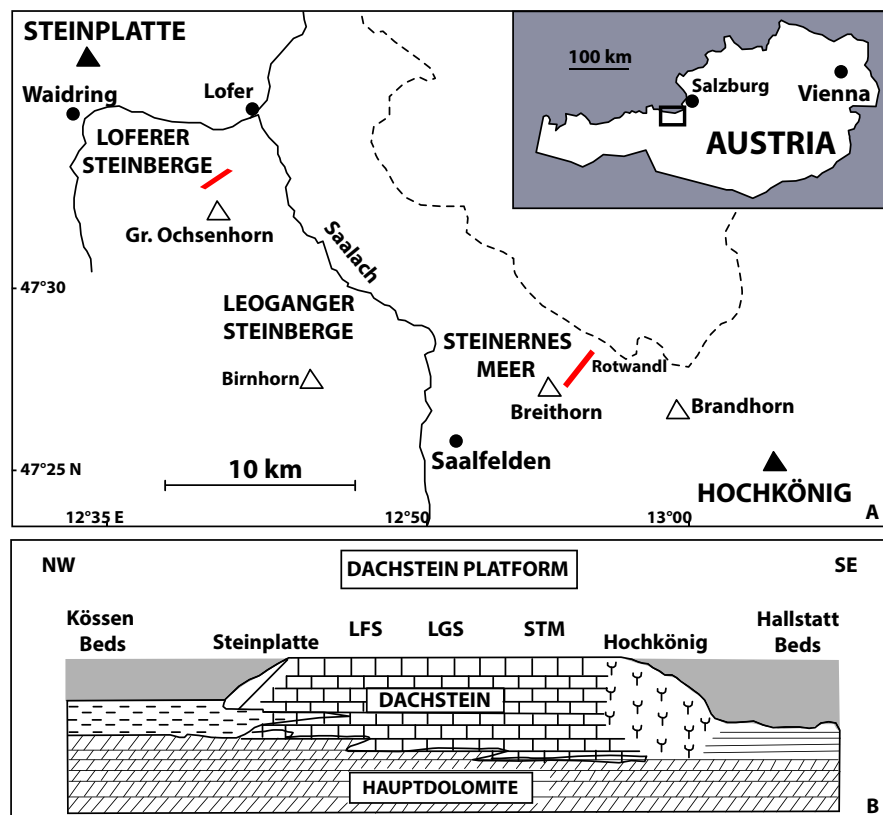 STEINPLATTE
Waidring
Lofer
LOFERER
STEINBERGE
Gr. Ochsenhorn
Saalach
100 km
Salzburg
Vienna
AUSTRIA
47°30
LEOGANGER
STEINBERGE
Birnhorn
STEINERNES
MEER
Rotwandl
Breithorn
Brandhorn
Saalfelden
47°25 N
10 km
HOCHKÖNIG
12°35 E
12°50
13°00
A
NW
DACHSTEIN PLATFORM
SE
Kössen
Beds
Steinplatte
LFS
LGS
STM
Hochkönig
Hallstatt
Beds
DACHSTEIN
HAUPTDOLOMITE
B